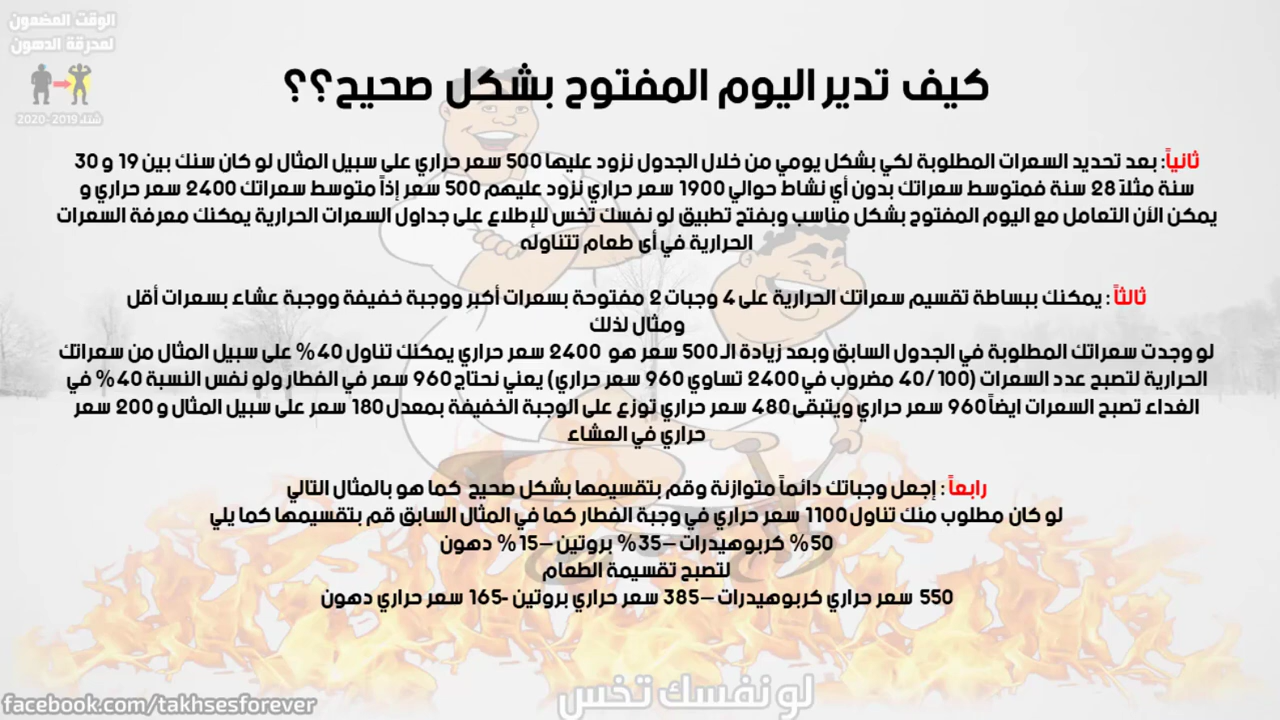 الوقت المضمون
لمحرقة الدهون
شتاء 2019-2020
كيف تدير اليوم المفتوح بشكل صحيح؟؟
ثانياً: بعد تحديد السعرات المطلوبة لكي بشكل يومي من خلال الجدول نزود عليها 500 سعر حراري على سبيل المثال لو كان سنك بين 19 و 30
سنة مثلاً 28 سنة فمتوسط سعراتك بدون أي نشاط حوالي 1900 سعر حراري نزود عليهم 500 سعر إذاً متوسط سعراتك 2400 سعر حراري و
يمكن الأن التعامل مع اليوم المفتوح بشكل مناسب وبفتح تطبيق لو نفسك تخس للإطلاع على جداول السعرات الحرارية يمكنك معرفة السعرات
الحرارية في أى طعام تتناوله
ثالثاً : يمكنك ببساطة تقسيم سعراتك الحرارية على 4 وجبات 2 مفتوحة بسعرات أكبر ووجبة خفيفة ووجبة عشاء بسعرات أقل
ومثال لذلك
لو وجدت سعراتك المطلوبة في الجدول السابق وبعد زيادة الـ 500 سعر هو 2400 سعر حراري يمكنك تناول 40% على سبيل المثال من سعراتك
الحرارية لتصبح عدد السعرات (40/100 مضروب في 2400 تساوي 960 سعر حراري) يعني نحتاج 960 سعر في الفطار ولو نفس النسبة 40% في
الغداء تصبح السعرات ايضاً 960 سعر حراري ويتبقى 480 سعر حراري توزع على الوجبة الخفيفة بمعدل 180 سعر على سبيل المثال و 200 سعر
حراري في العشاء
رابعاً : إجعل وجباتك دائماً متوازنة وقم بتقسيمها بشكل صحيح كما هو بالمثال التالي
لو كان مطلوب منك تناول 1100 سعر حراري في وجبة الفطار كما في المثال السابق قم بتقسيمها كما يلي
50% كربوهيدرات –35% بروتين –15% دهون
لتصبح تقسيمة الطعام
550 سعر حراري كربوهيدرات –385 سعر حراري بروتين -165 سعر حراري دهون
لو نفسك تخس
facebook.com/takhsesforever